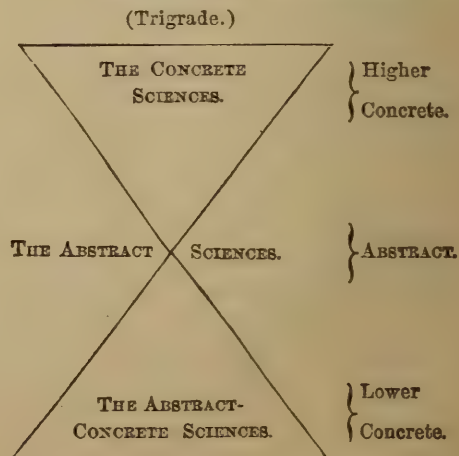 (Trigrade.)
THE CONCRETE
SCIENCES.
} Higher
Concrete.
THE ABSTRACT SCIENCES.
} ABSTRACT.
THE ABSTRACT-
CONCRETE SCIENCES.
} Lower
Concrete.